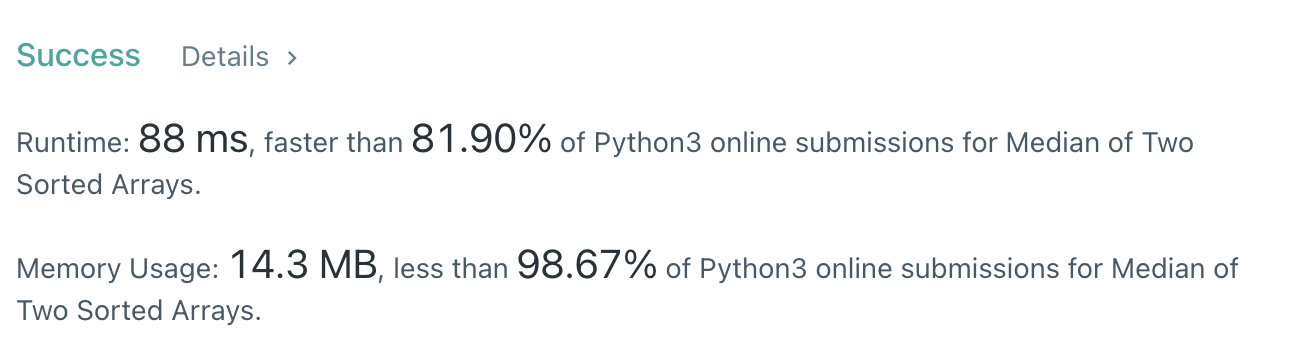 Success Details >
Runtime: 88 ms, faster than 81.90% of Python3 online submissions for Median of Two
Sorted Arrays.
Memory Usage: 14.3 MB, less than 98.67% of Python3 online submissions for Median of
Two Sorted Arrays.